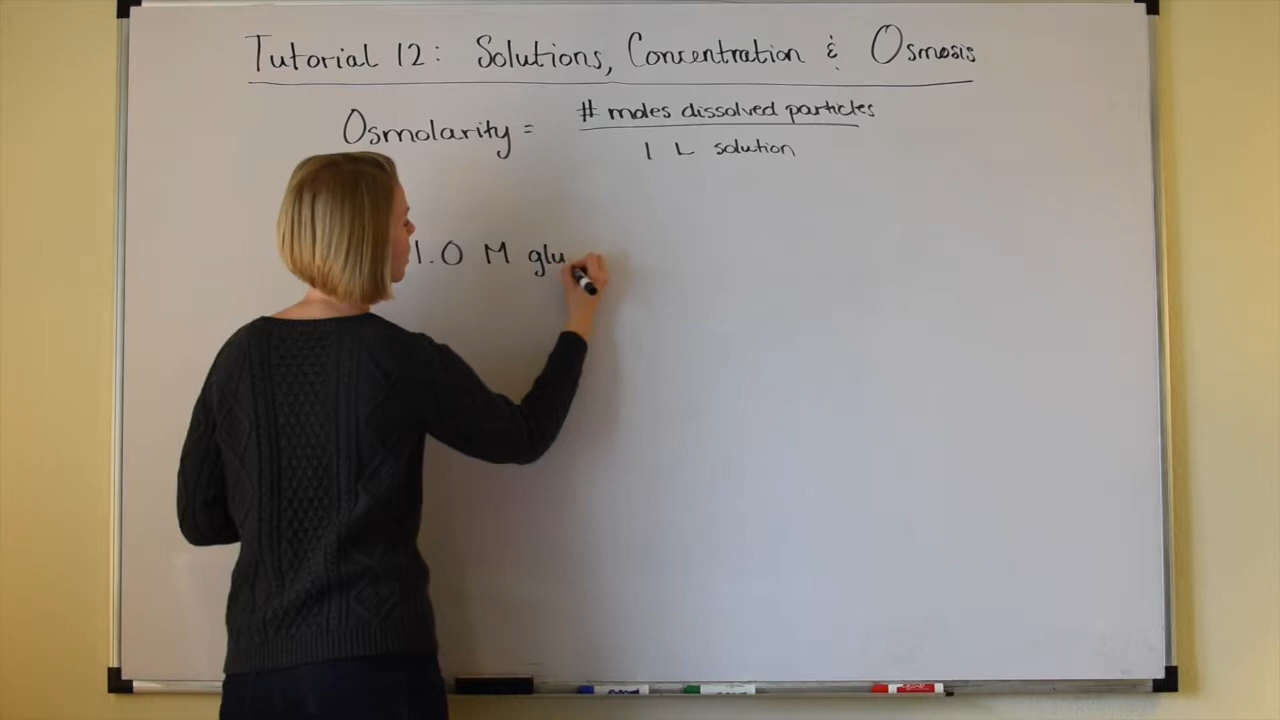 Tutorial 12: Solutions, Concentration & Osmosis
Osmolarity = # moles dissolved particles
1 L solution
1.0 M glu